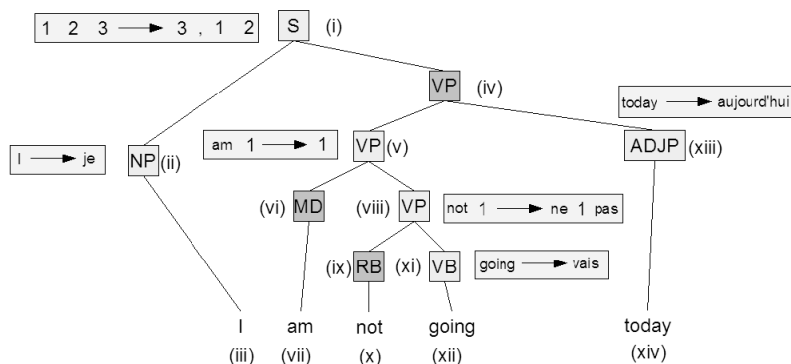 1 2 3 → 3 , 1 2 S (i)
VP (iv)
today → aujourd'hui
I → je NP (ii) am 1 → 1 VP (v) ADJP (xiii)
(vi) MD (viii) VP not 1 → ne 1 pas
(ix) RB (xi) VB going → vais
I am not going today
(iii) (vii) (x) (xii) (xiv)